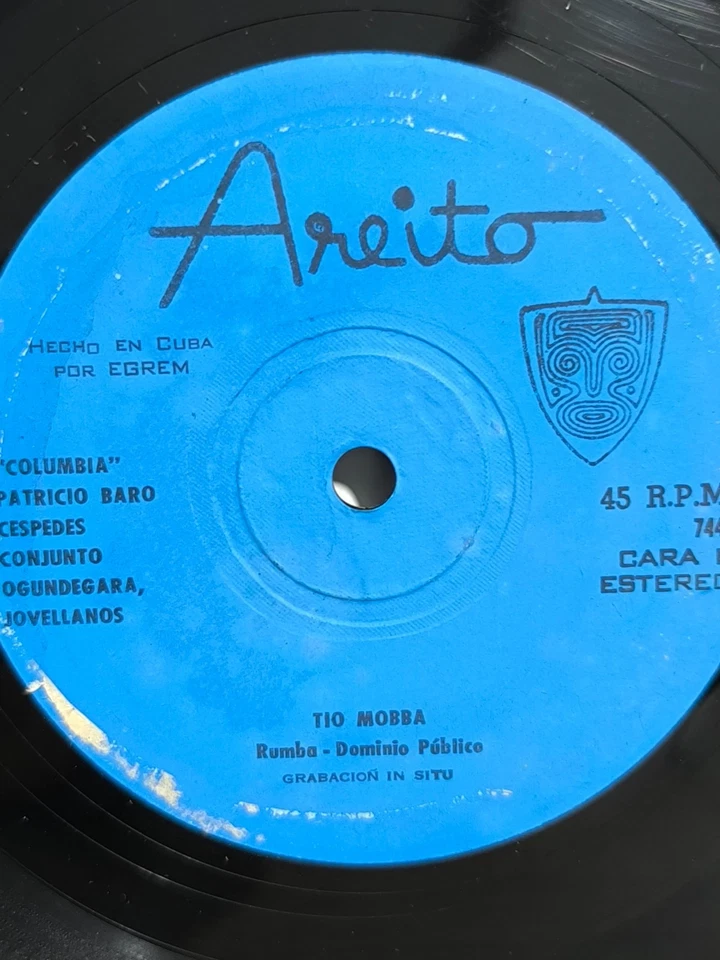 Areito
HECHO EN CUBA
POR EGREM
"COLUMBIA"
PATRICIO BARO
CESPEDES
CONJUNTO
OGUNDEGARA,
JOVELLANOS
45 R.P.M
CARA
ESTEREO
TIO MOBBA
Rumba - Dominio Público
GRABACION IN SITU